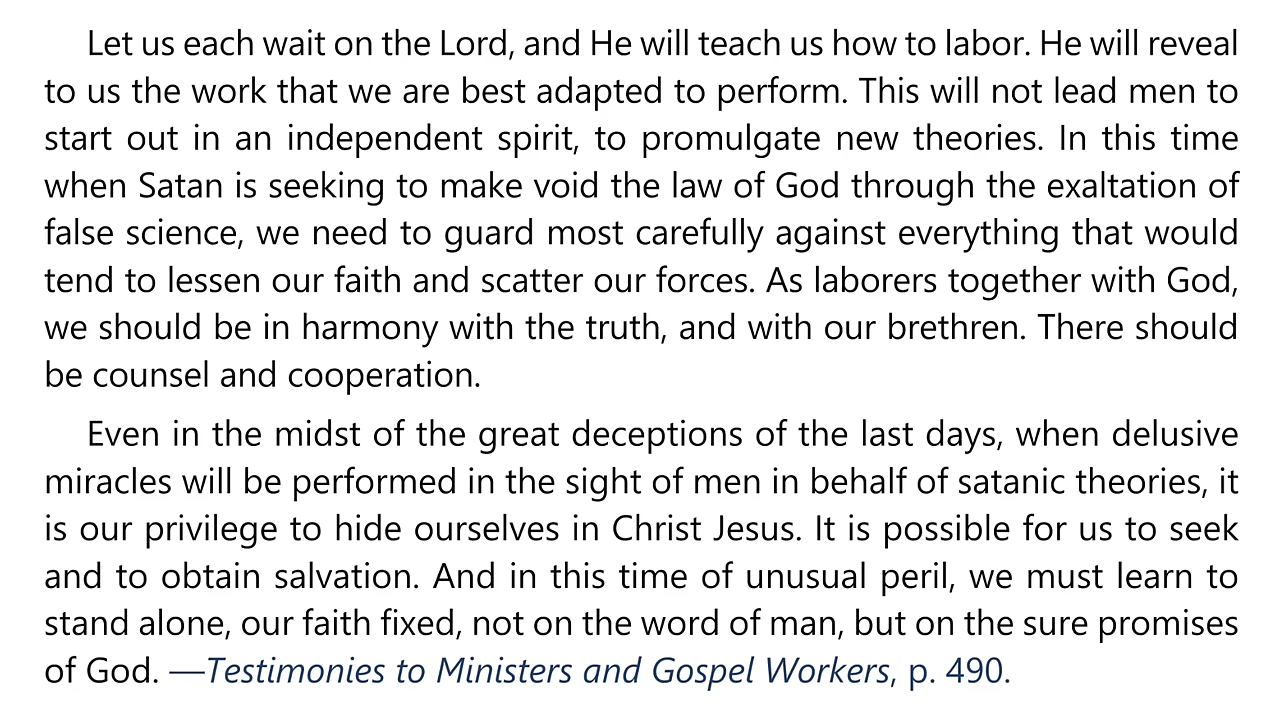 Let us each wait on the Lord, and He will teach us how to labor. He will reveal
to us the work that we are best adapted to perform. This will not lead men to
start out in an independent spirit, to promulgate new theories. In this time
when Satan is seeking to make void the law of God through the exaltation of
false science, we need to guard most carefully against everything that would
tend to lessen our faith and scatter our forces. As laborers together with God,
we should be in harmony with the truth, and with our brethren. There should
be counsel and cooperation.
Even in the midst of the great deceptions of the last days, when delusive
miracles will be performed in the sight of men in behalf of satanic theories, it
is our privilege to hide ourselves in Christ Jesus. It is possible for us to seek
and to obtain salvation. And in this time of unusual peril, we must learn to
stand alone, our faith fixed, not on the word of man, but on the sure promises
of God. —Testimonies to Ministers and Gospel Workers, p. 490.